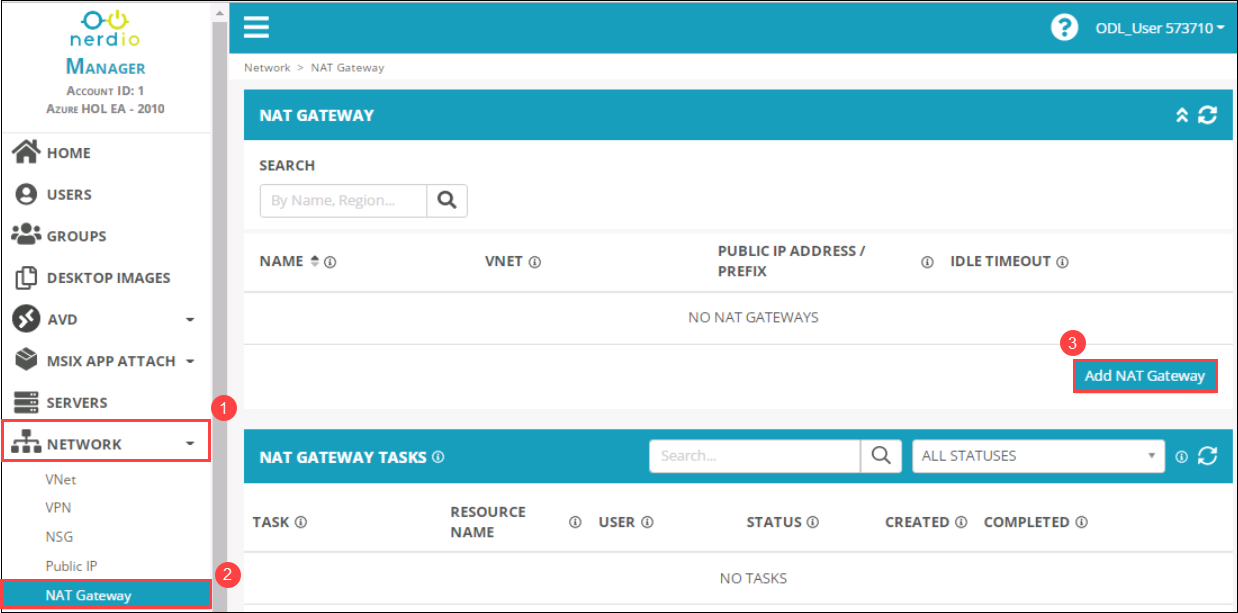 nerdio
MANAGER
ACCOUNT ID: 1
AZURE HOL EA - 2010
HOME
USERS
GROUPS
DESKTOP IMAGES
AVD
MSIX APP ATTACH
SERVERS
1
NETWORK
VNet
VPN
NSG
Public IP
2
NAT Gateway
?
ODL_User 573710
Network > NAT Gateway
NAT GATEWAY
SEARCH
By Name, Region...
NAME VNET PUBLIC IP ADDRESS / IDLE TIMEOUT
PREFIX
NO NAT GATEWAYS
3
Add NAT Gateway
NAT GATEWAY TASKS Search... ALL STATUSES
TASK RESOURCE USER STATUS CREATED COMPLETED
NAME
NO TASKS